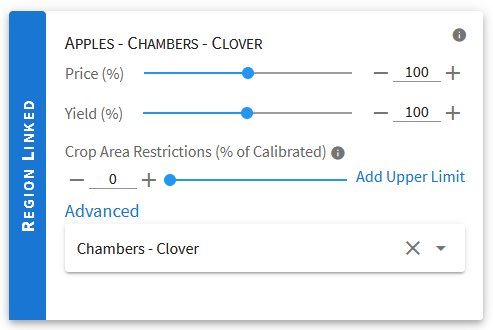 REGION LINKED
APPLES - CHAMBERS - CLOVER
Price (%) 100
Yield (%) 100
Crop Area Restrictions (% of Calibrated)
0 Add Upper Limit
Advanced
Chambers - Clover